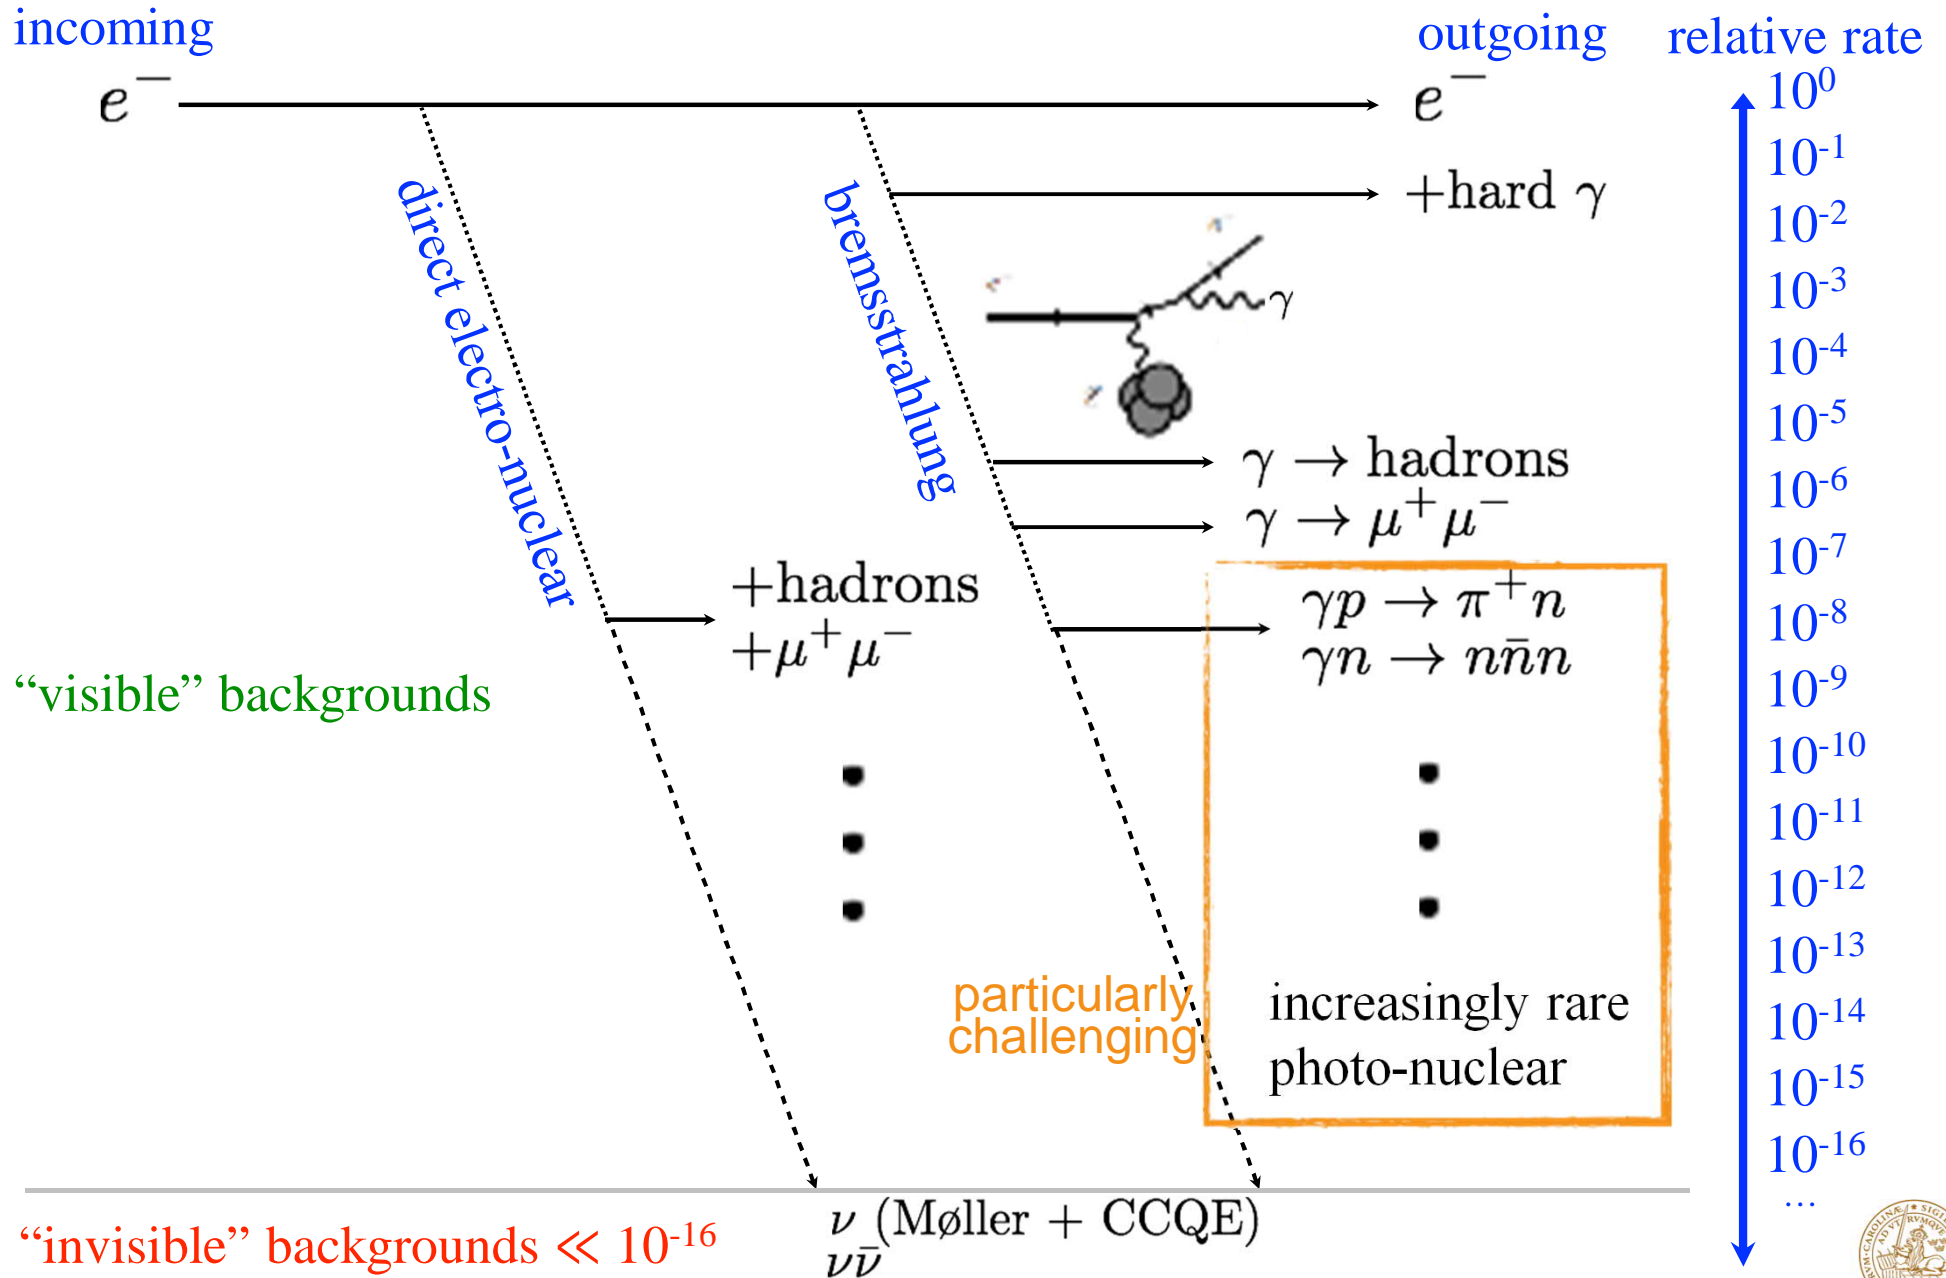 incoming
outgoing
relative rate
e⁻
e⁻
10⁰
10⁻¹
+hard γ
10⁻²
direct electro-nuclear
bremsstrahlung
γ
10⁻³
10⁻⁴
10⁻⁵
γ → hadrons
10⁻⁶
γ → μ⁺μ⁻
10⁻⁷
+hadrons
+μ⁺μ⁻
γp → π⁺n
10⁻⁸
γn → nn̄n
10⁻⁹
“visible” backgrounds
10⁻¹⁰
10⁻¹¹
10⁻¹²
10⁻¹³
particularly
challenging
increasingly rare
photo-nuclear
10⁻¹⁴
10⁻¹⁵
10⁻¹⁶
...
“invisible” backgrounds ≪ 10⁻¹⁶
ν (Møller + CCQE)
νν̄